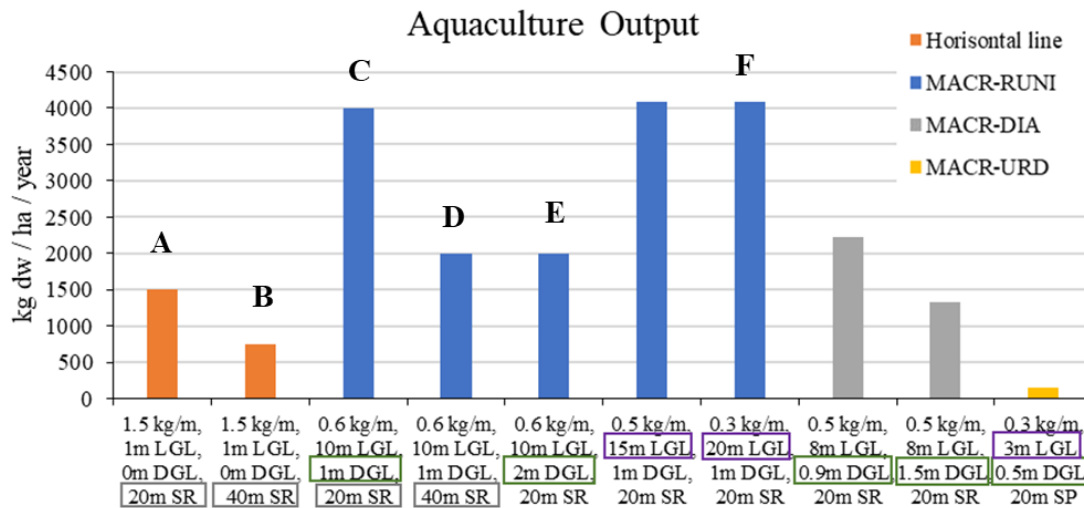 Aquaculture Output
Horisontal line
MACR-RUNI
MACR-DIA
MACR-URD
kg dw / ha / year
4500
4000
3500
3000
2500
2000
1500
1000
500
0
A
B
C
D
E
F
1.5 kg/m,
1m LGL,
0m DGL,
20m SR
1.5 kg/m,
1m LGL,
0m DGL,
40m SR
0.6 kg/m,
10m LGL,
1m DGL,
20m SR
0.6 kg/m,
10m LGL,
1m DGL,
40m SR
0.6 kg/m,
10m LGL,
2m DGL,
20m SR
0.5 kg/m,
15m LGL,
1m DGL,
20m SR
0.3 kg/m,
20m LGL,
1m DGL,
20m SR
0.5 kg/m,
8m LGL,
0.9m DGL,
20m SR
0.5 kg/m,
8m LGL,
1.5m DGL,
20m SR
0.3 kg/m,
3m LGL,
0.5m DGL,
20m SP